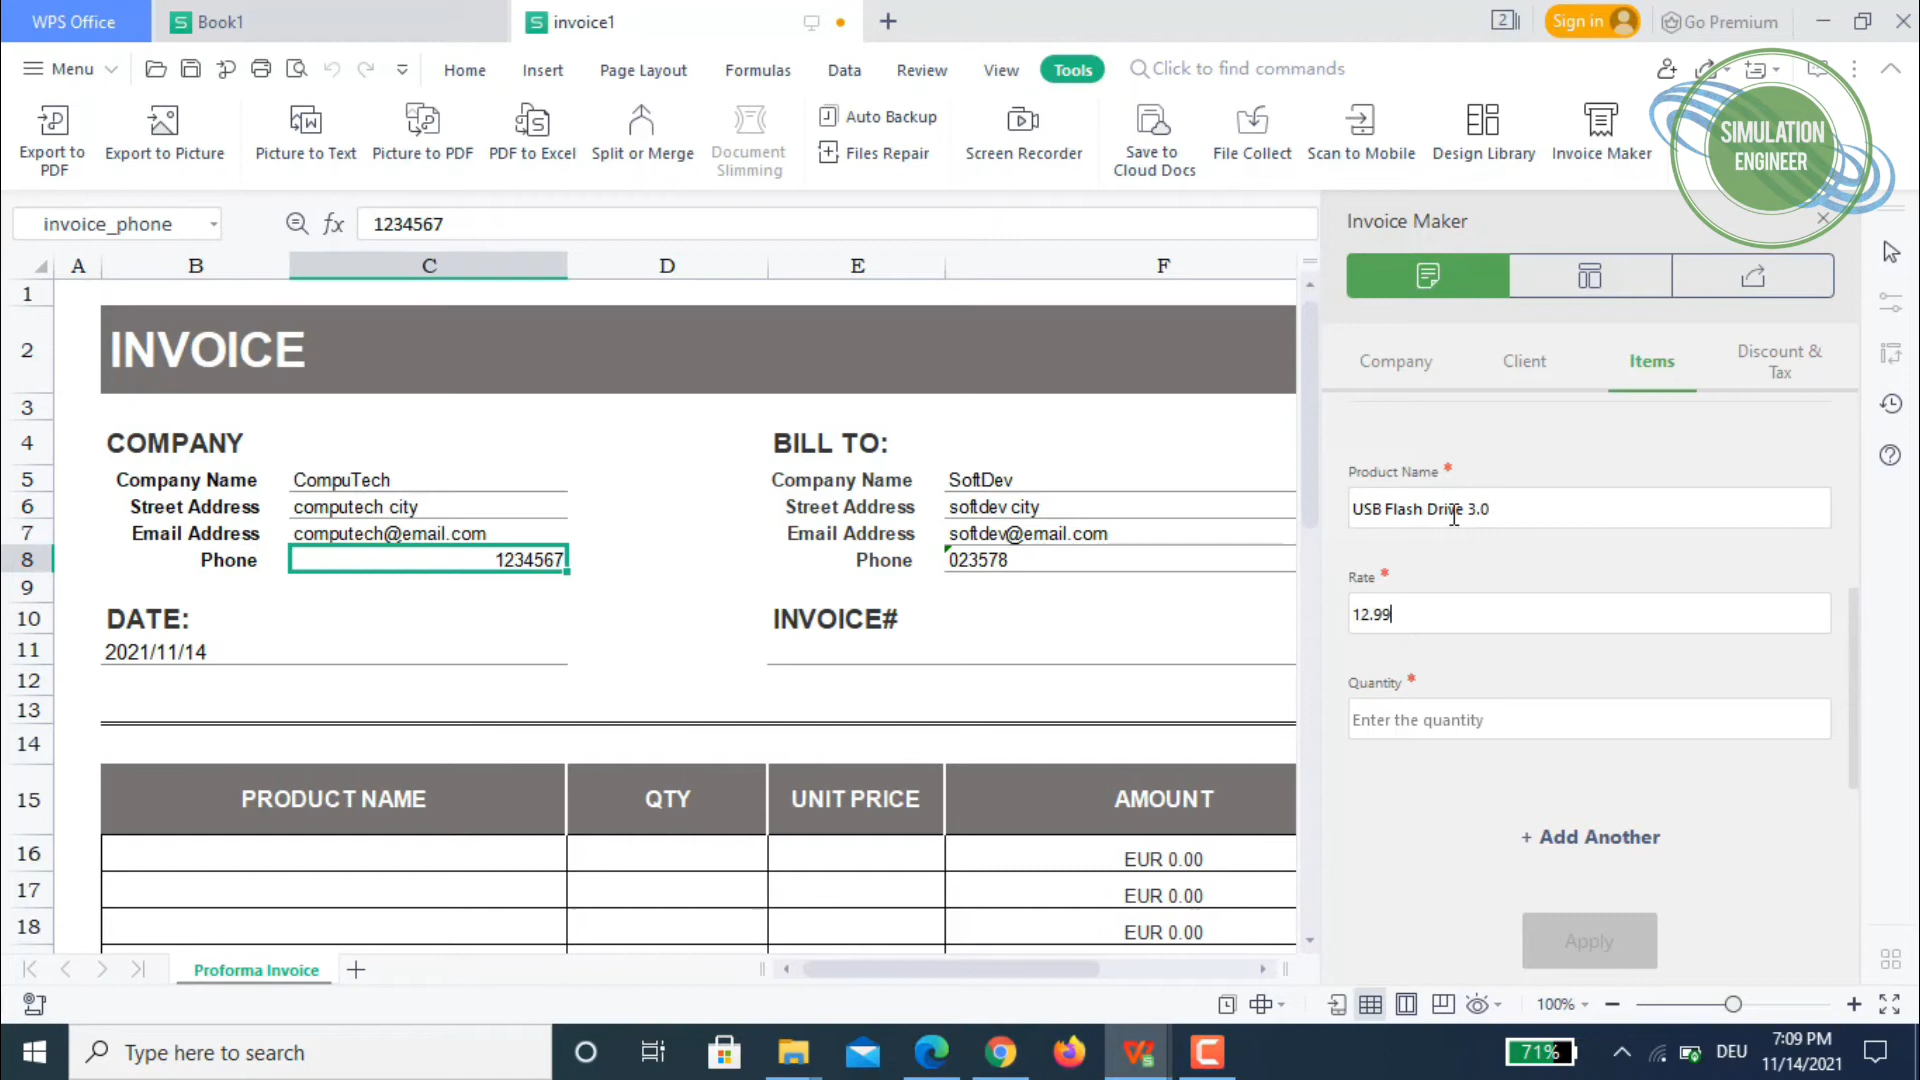 WPS Office
Book1
invoice1
2
Sign in
Go Premium
Menu
Home
Insert
Page Layout
Formulas
Data
Review
View
Tools
Click to find commands
Export to
PDF
Export to Picture
Picture to Text
Picture to PDF
PDF to Excel
Split or Merge
Document
Slimming
Auto Backup
Files Repair
Screen Recorder
Save to
Cloud Docs
File Collect
Scan to Mobile
Design Library
Invoice Maker
SIMULATION
ENGINEER
invoice_phone
fx
1234567
Invoice Maker
A B C D E F
1
2 INVOICE
3
4 COMPANY BILL TO:
5 Company Name CompuTech Company Name SoftDev
6 Street Address computech city Street Address softdev city
7 Email Address computech@email.com Email Address softdev@email.com
8 Phone 1234567 Phone 023578
9
10 DATE: INVOICE#
11 2021/11/14
12
13
14
15 PRODUCT NAME QTY UNIT PRICE AMOUNT
16 EUR 0.00
17 EUR 0.00
18 EUR 0.00
Company
Client
Items
Discount &
Tax
Product Name *
USB Flash Drive 3.0
Rate *
12.99
Quantity *
Enter the quantity
+ Add Another
Apply
Proforma Invoice
100%
Type here to search
71%
DEU
7:09 PM
11/14/2021